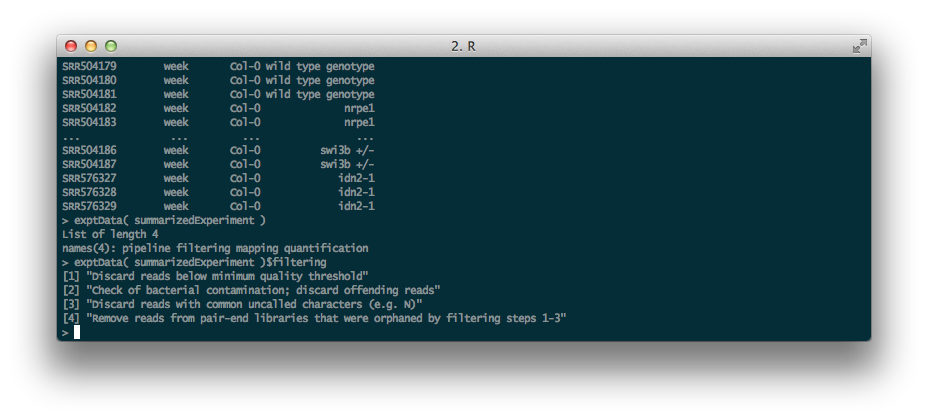 2. R
SRR504179 week Col-0 wild type genotype
SRR504180 week Col-0 wild type genotype
SRR504181 week Col-0 wild type genotype
SRR504182 week Col-0 nrpe1
SRR504183 week Col-0 nrpe1
... ... ... ...
SRR504186 week Col-0 swi3b +/-
SRR504187 week Col-0 swi3b +/-
SRR576327 week Col-0 idn2-1
SRR576328 week Col-0 idn2-1
SRR576329 week Col-0 idn2-1
> exptData( summarizedExperiment )
List of length 4
names(4): pipeline filtering mapping quantification
> exptData( summarizedExperiment )$filtering
[1] "Discard reads below minimum quality threshold"
[2] "Check of bacterial contamination; discard offending reads"
[3] "Discard reads with common uncalled characters (e.g. N)"
[4] "Remove reads from pair-end libraries that were orphaned by filtering steps 1-3"
>